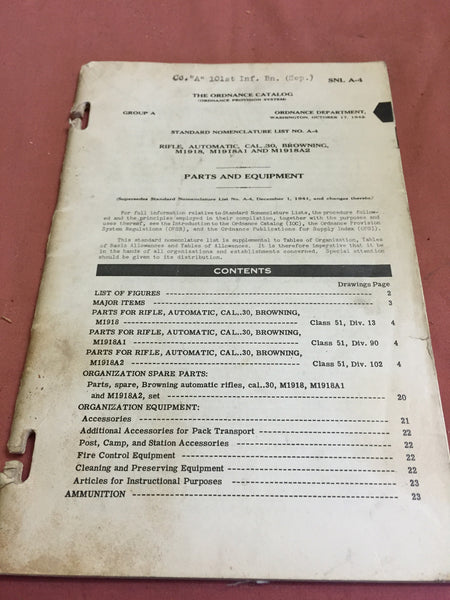 Co. "A" 101st Inf. Bn. (Sep.)
SNL A-4
THE ORDNANCE CATALOG
(ORDNANCE PROVISION SYSTEM)
GROUP A
ORDNANCE DEPARTMENT,
WASHINGTON, OCTOBER 17, 1942
STANDARD NOMENCLATURE LIST NO. A-4
RIFLE, AUTOMATIC, CAL..30, BROWNING,
M1918, M1918A1 AND M1918A2
PARTS AND EQUIPMENT
(Supersedes Standard Nomenclature List No. A-4, December 1, 1941, and changes thereto.)
For full information relative to Standard Nomenclature Lists, the procedure follow-
ed and the principles employed in their compilation, together with the purposes and
uses thereof, see the Introduction to the Ordnance Catalog (IOC), the Ordnance Provision
System Regulations (OPSR), and the Ordnance Publications for Supply Index (OPSI).
This standard nomenclature list is supplemental to Tables of Organization, Tables
of Basic Allowances and Tables of Allowances. It is therefore imperative that it be
in the hands of all organizations and establishments concerned. Special attention
should be given to its distribution.
CONTENTS
Drawings Page
LIST OF FIGURES 2
MAJOR ITEMS 3
PARTS FOR RIFLE, AUTOMATIC, CAL..30, BROWNING,
M1918 Class 51, Div. 13 4
PARTS FOR RIFLE, AUTOMATIC, CAL..30, BROWNING,
M1918A1 Class 51, Div. 90 4
PARTS FOR RIFLE, AUTOMATIC, CAL..30, BROWNING,
M1918A2 Class 51, Div. 102 4
ORGANIZATION SPARE PARTS:
Parts, spare, Browning automatic rifles, cal..30, M1918, M1918A1
and M1918A2, set 20
ORGANIZATION EQUIPMENT:
Accessories 21
Additional Accessories for Pack Transport 22
Post, Camp, and Station Accessories 22
Fire Control Equipment 22
Cleaning and Preserving Equipment 22
Articles for Instructional Purposes 23
AMMUNITION 23